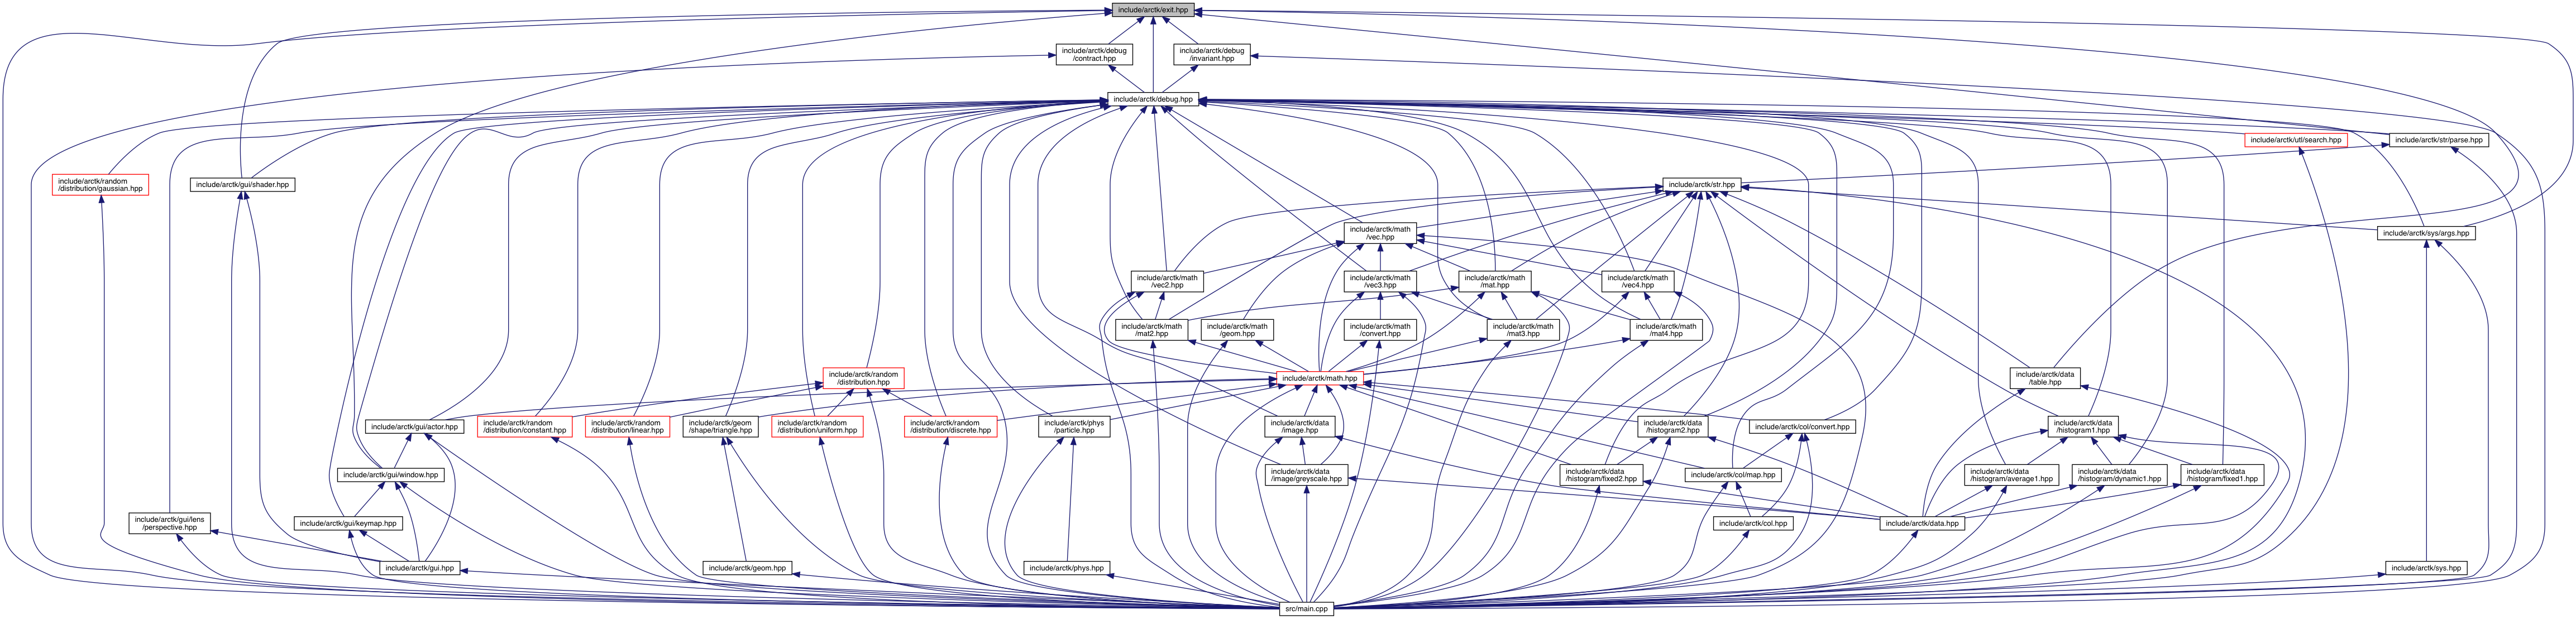 include/arctk/exit.hpp
include/arctk/debug
/contract.hpp
include/arctk/debug
/invariant.hpp
include/arctk/debug.hpp
include/arctk/utl/search.hpp
include/arctk/str/parse.hpp
include/arctk/random
/distribution/gaussian.hpp
include/arctk/gui/shader.hpp
include/arctk/str.hpp
include/arctk/math
/vec.hpp
include/arctk/sys/args.hpp
include/arctk/math
/vec2.hpp
include/arctk/math
/vec3.hpp
include/arctk/math
/mat.hpp
include/arctk/math
/vec4.hpp
include/arctk/math
/mat2.hpp
include/arctk/math
/geom.hpp
include/arctk/math
/convert.hpp
include/arctk/math
/mat3.hpp
include/arctk/math
/mat4.hpp
include/arctk/random
/distribution.hpp
include/arctk/math.hpp
include/arctk/data
/table.hpp
include/arctk/gui/actor.hpp
include/arctk/random
/distribution/constant.hpp
include/arctk/random
/distribution/linear.hpp
include/arctk/geom
/shape/triangle.hpp
include/arctk/random
/distribution/uniform.hpp
include/arctk/random
/distribution/discrete.hpp
include/arctk/phys
/particle.hpp
include/arctk/data
/image.hpp
include/arctk/data
/histogram2.hpp
include/arctk/col/convert.hpp
include/arctk/data
/histogram1.hpp
include/arctk/gui/window.hpp
include/arctk/data
/image/greyscale.hpp
include/arctk/data
/histogram/fixed2.hpp
include/arctk/col/map.hpp
include/arctk/data
/histogram/average1.hpp
include/arctk/data
/histogram/dynamic1.hpp
include/arctk/data
/histogram/fixed1.hpp
include/arctk/gui/lens
/perspective.hpp
include/arctk/gui/keymap.hpp
include/arctk/col.hpp
include/arctk/data.hpp
include/arctk/gui.hpp
include/arctk/geom.hpp
include/arctk/phys.hpp
include/arctk/sys.hpp
src/main.cpp